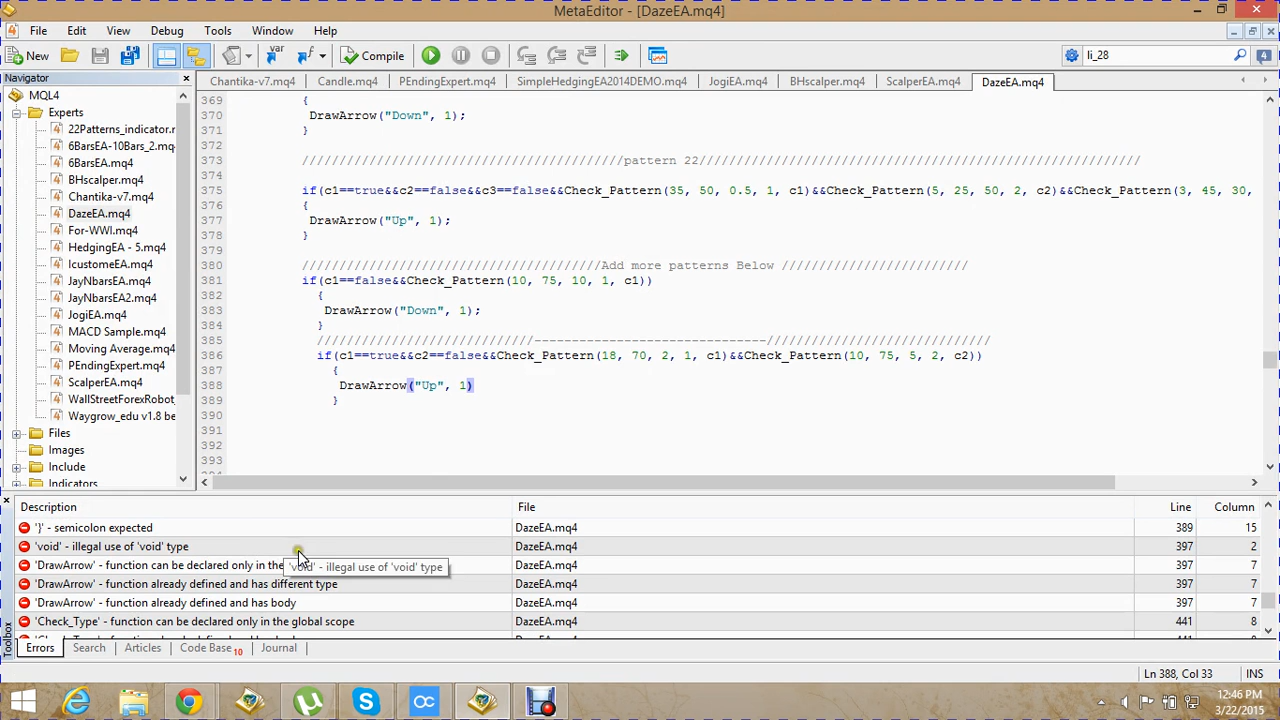 MetaEditor - [DazeEA.mq4]
File Edit View Debug Tools Window Help
New var Compile li_28
Navigator
Chantika-v7.mq4 Candle.mq4 PEndingExpert.mq4 SimpleHedgingEA2014DEMO.mq4 JogiEA.mq4 BHscalper.mq4 ScalperEA.mq4 DazeEA.mq4
MQL4
Experts
22Patterns_indicator.r
6BarsEA-10Bars_2.mq
6BarsEA.mq4
BHscalper.mq4
Chantika-v7.mq4
DazeEA.mq4
For-WWI.mq4
HedgingEA - 5.mq4
IcustomeEA.mq4
JayNbarsEA.mq4
JayNbarsEA2.mq4
JogiEA.mq4
MACD Sample.mq4
Moving Average.mq4
PEndingExpert.mq4
ScalperEA.mq4
WallStreetForexRobot_
Waygrow_edu v1.8 be
Files
Images
Include
Indicators
369 {
370 DrawArrow("Down", 1);
371 }
372
373 ///////////////////////////////////////////pattern 22///////////////////////////////////////////////////////////
374
375 if(c1==true&&c2==false&&c3==false&&Check_Pattern(35, 50, 0.5, 1, c1)&&Check_Pattern(5, 25, 50, 2, c2)&&Check_Pattern(3, 45, 30,
376 {
377 DrawArrow("Up", 1);
378 }
379
380 ////////////////////////////////////////Add more patterns Below /////////////////////////
381 if(c1==false&&Check_Pattern(10, 75, 10, 1, c1))
382 {
383 DrawArrow("Down", 1);
384 }
385 /////////////////////////////-------------------------------//////////////////////////////
386 if(c1==true&&c2==false&&Check_Pattern(18, 70, 2, 1, c1)&&Check_Pattern(10, 75, 5, 2, c2))
387 {
388 DrawArrow("Up", 1)
389 }
390
391
392
393
Description File Line Column
'}' - semicolon expected DazeEA.mq4 389 15
'void' - illegal use of 'void' type DazeEA.mq4 397 2
'DrawArrow' - function can be declared only in the DazeEA.mq4 397 7
'void' - illegal use of 'void' type
'DrawArrow' - function already defined and has different type DazeEA.mq4 397 7
'DrawArrow' - function already defined and has body DazeEA.mq4 397 7
'Check_Type' - function can be declared only in the global scope DazeEA.mq4 441 8
Toolbox
Errors Search Articles Code Base 10 Journal
Ln 388, Col 33 INS
12:46 PM
3/22/2015